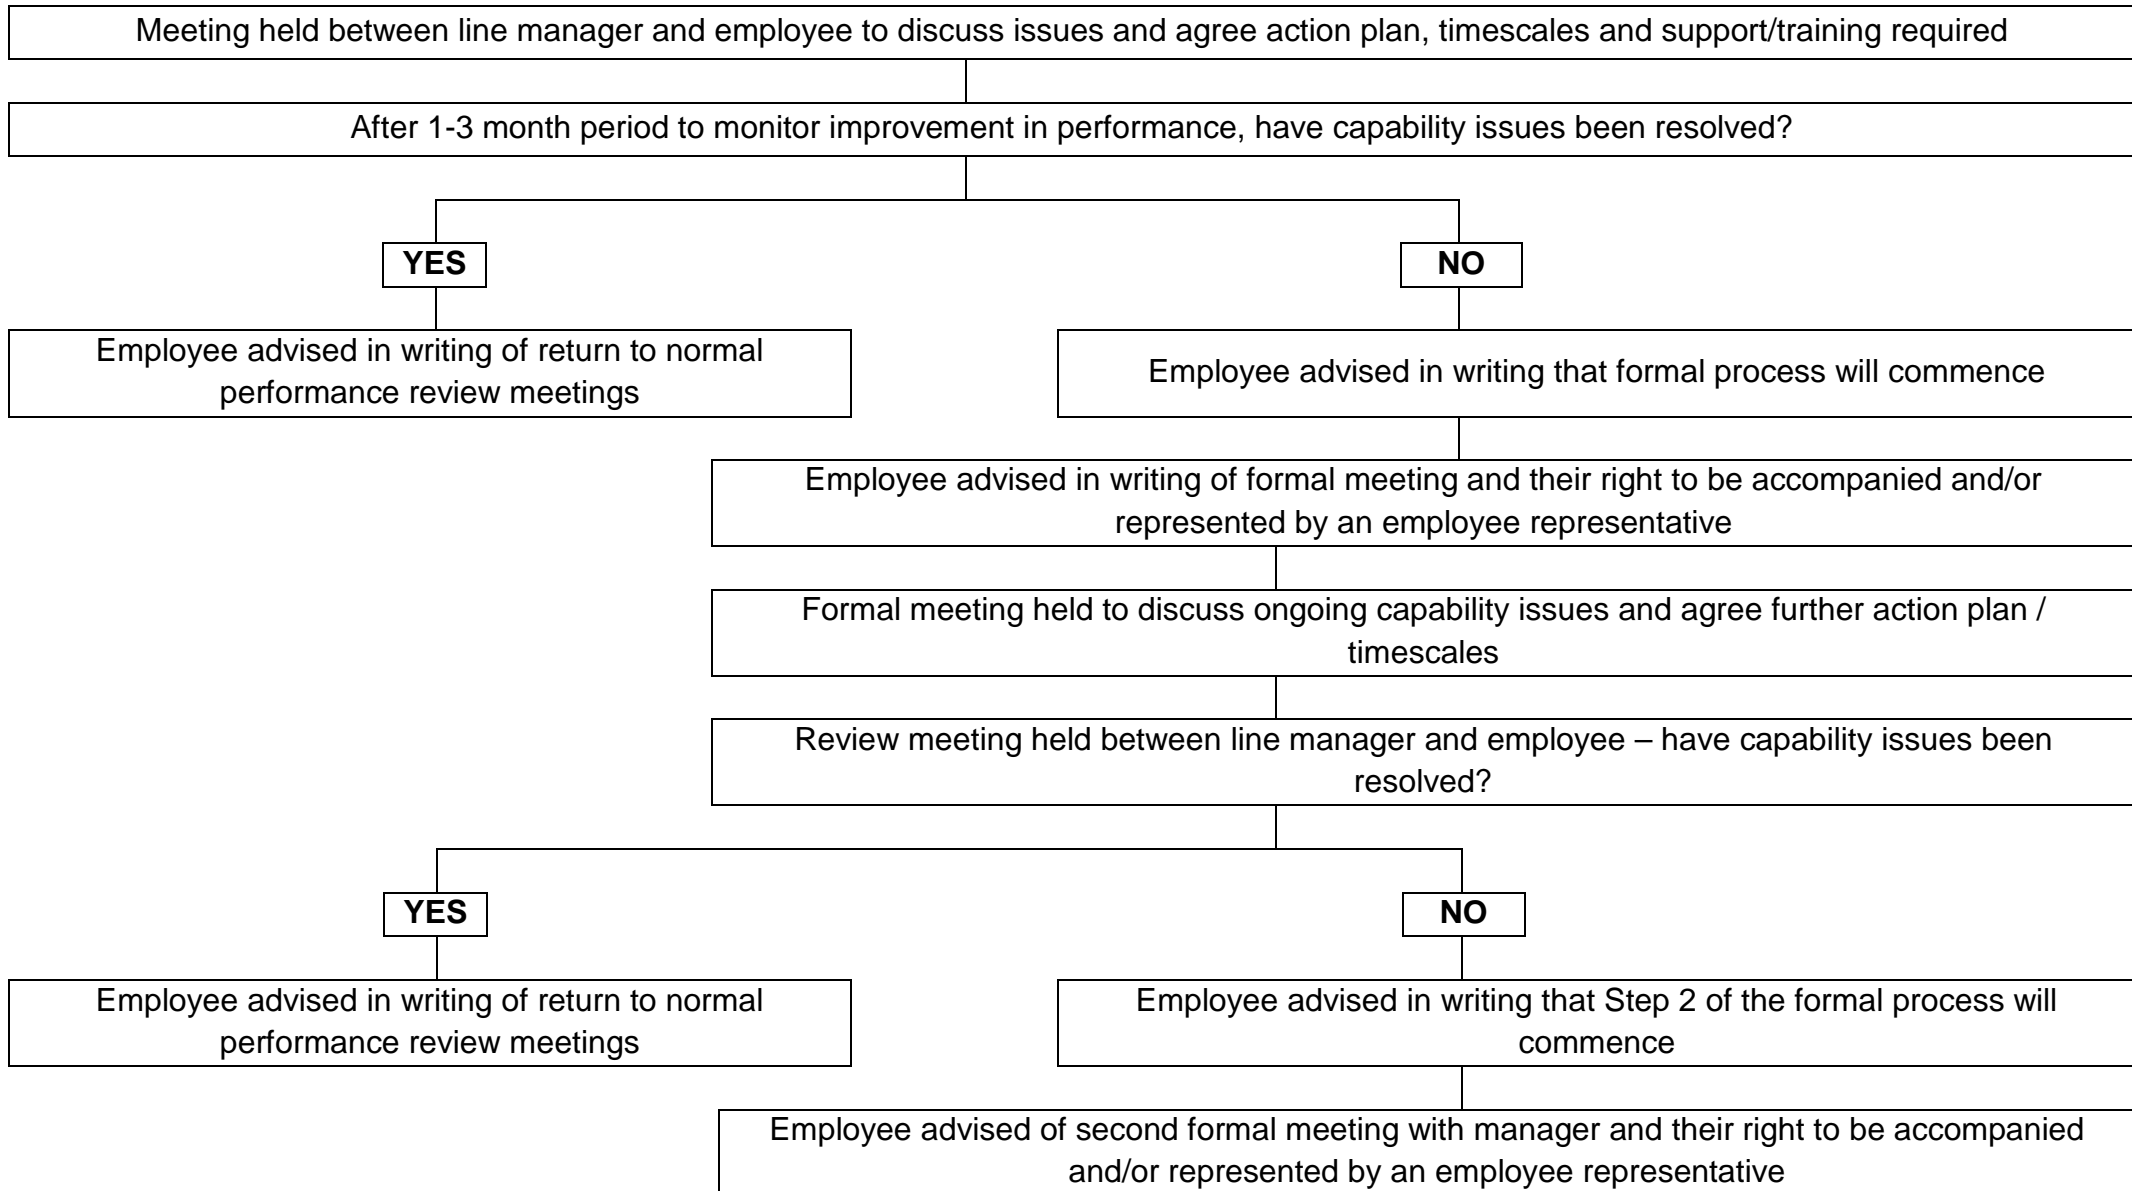 Meeting held between line manager and employee to discuss issues and agree action plan, timescales and support/training required
After 1-3 month period to monitor improvement in performance, have capability issues been resolved?
YES
NO
Employee advised in writing of return to normal
performance review meetings
Employee advised in writing that formal process will commence
Employee advised in writing of formal meeting and their right to be accompanied and/or
represented by an employee representative
Formal meeting held to discuss ongoing capability issues and agree further action plan /
timescales
Review meeting held between line manager and employee – have capability issues been
resolved?
YES
NO
Employee advised in writing of return to normal
performance review meetings
Employee advised in writing that Step 2 of the formal process will
commence
Employee advised of second formal meeting with manager and their right to be accompanied
and/or represented by an employee representative